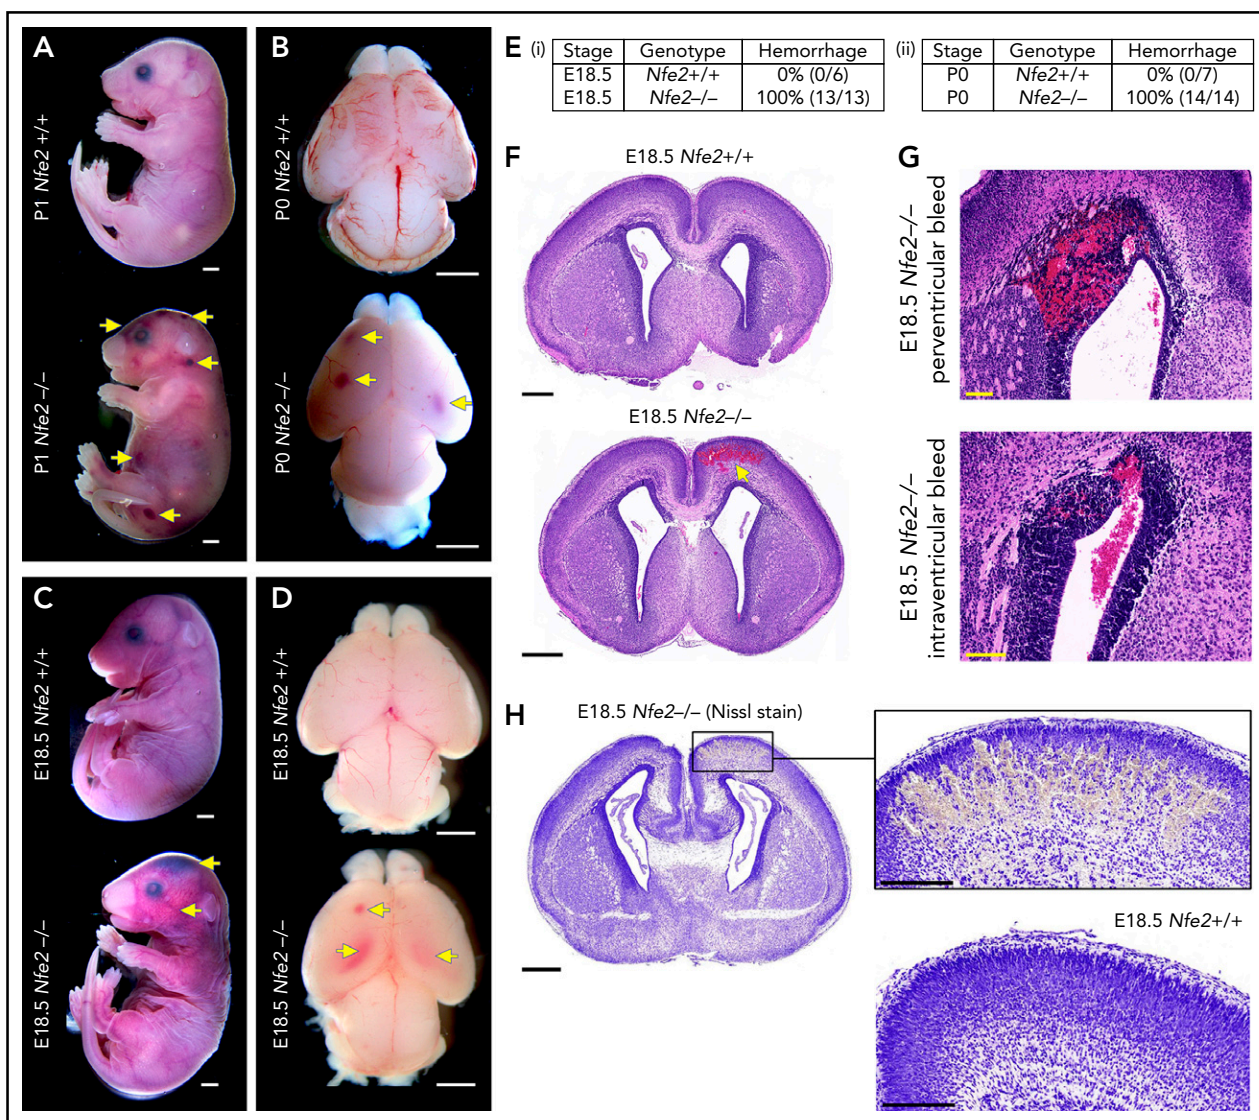 A
P1 Nfe2 +/+
P1 Nfe2 –/–
B
P0 Nfe2 +/+
P0 Nfe2 –/–
C
E18.5 Nfe2 +/+
E18.5 Nfe2 –/–
D
E18.5 Nfe2 +/+
E18.5 Nfe2 –/–
E
(i)
Stage Genotype Hemorrhage
E18.5 Nfe2+/+ 0% (0/6)
E18.5 Nfe2–/– 100% (13/13)
(ii)
Stage Genotype Hemorrhage
P0 Nfe2+/+ 0% (0/7)
P0 Nfe2–/– 100% (14/14)
F
E18.5 Nfe2+/+
E18.5 Nfe2–/–
G
E18.5 Nfe2–/–
perventricular bleed
E18.5 Nfe2–/–
intraventricular bleed
H
E18.5 Nfe2–/– (Nissl stain)
E18.5 Nfe2+/+